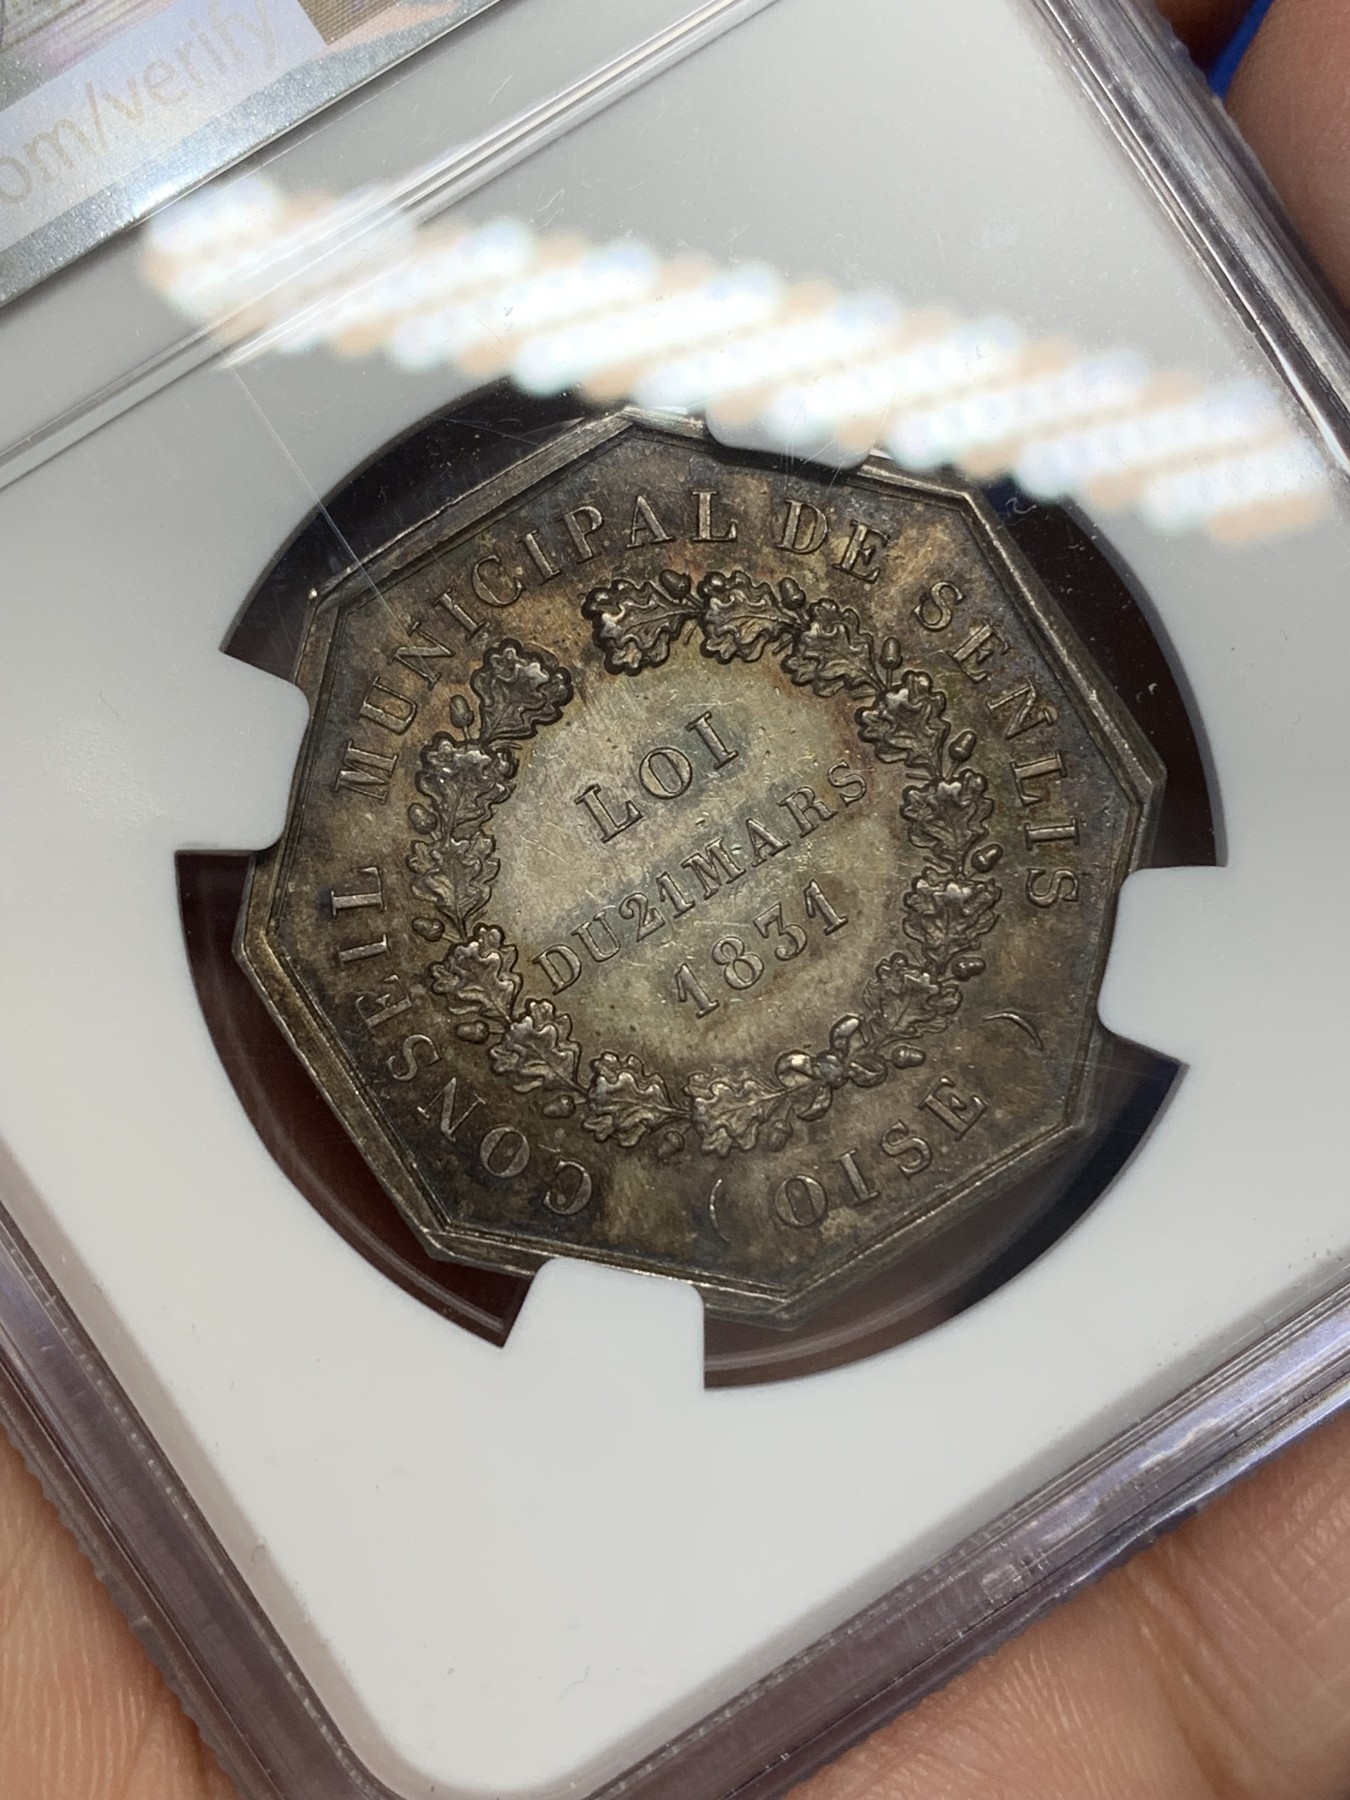 om/verify
CONSEIL MUNICIPAL DE SENLIS
LOI
DU 21 MARS
1831
( OISE )